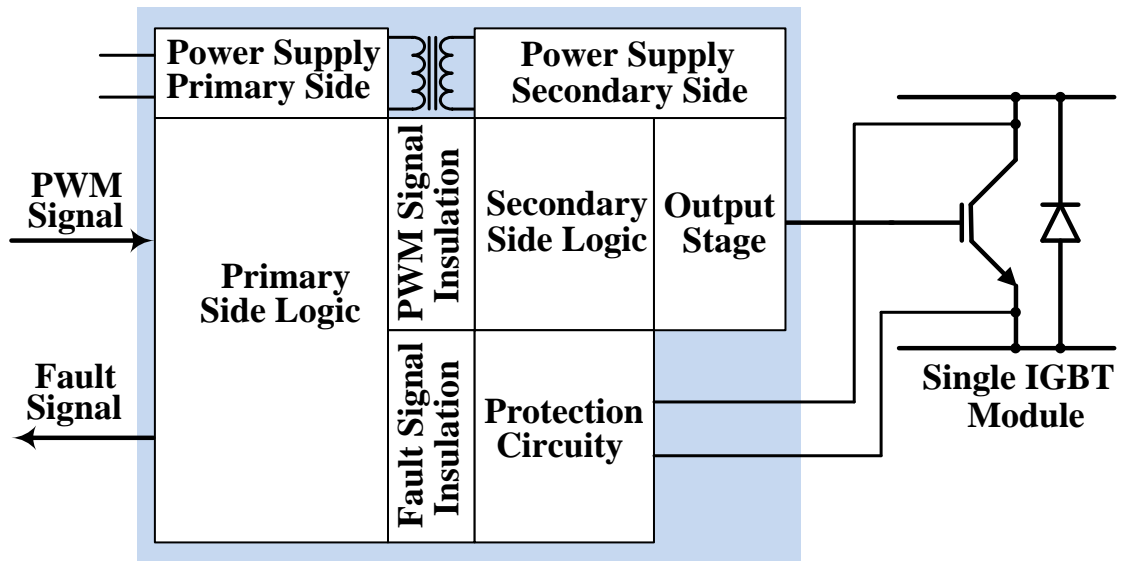 Power Supply
Primary Side
Power Supply
Secondary Side
PWM
Signal
Primary
Side Logic
PWM Signal
Insulation
Secondary
Side Logic
Output
Stage
Fault
Signal
Fault Signal
Insulation
Protection
Circuity
Single IGBT
Module